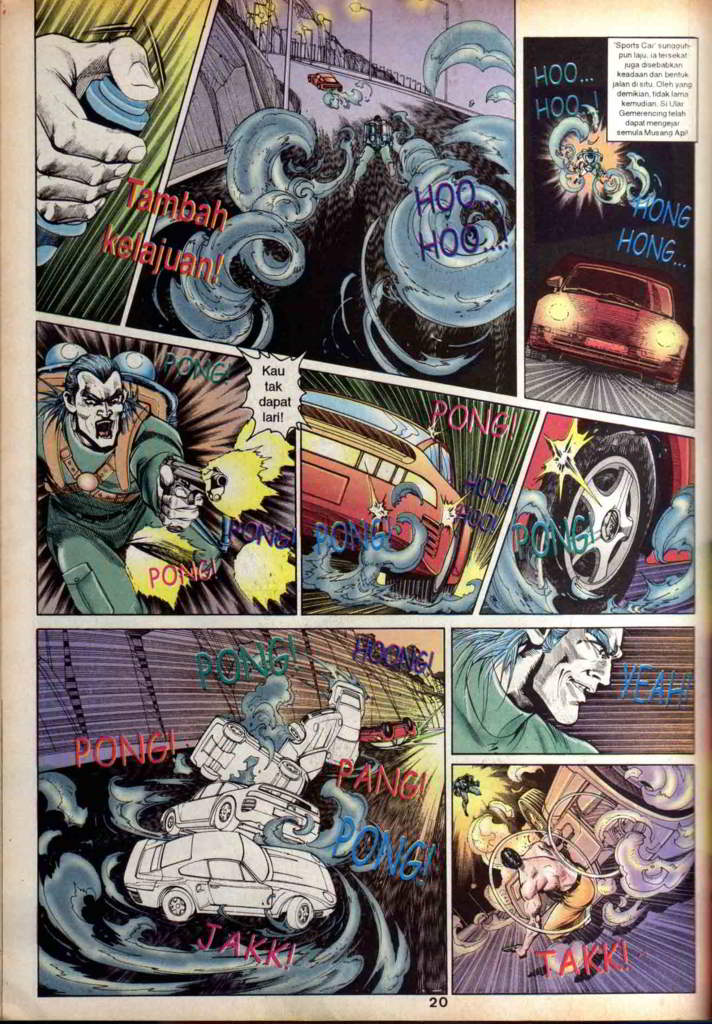 Tambah
kelajuan!
HOO...
HOO....!
'Sports Car' sungguh-
pun laju, ia tersekat
juga disebabkan
keadaan dan bentuk
jalan di situ. Oleh yang
demikian, tidak lama
kemudian. Si Ular
Gemerencing telah
dapat mengejar
semula Musang Api!
HOO...
HOO...!
HONG
HONG...
PONG!
Kau
tak
dapat
lari!
PONG!
PONG!
PONG!
HOO!
HOO!
PONG!
PONG!
PONG!
HOONG!
PONG!
PANG!
PONG!
JAKK!
YEAH!
TAKK!
20